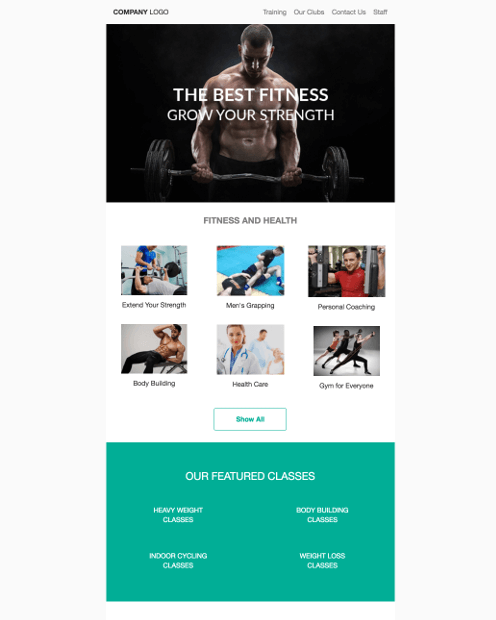 COMPANY LOGO
Training Our Clubs Contact Us Staff
THE BEST FITNESS
GROW YOUR STRENGTH
FITNESS AND HEALTH
Extend Your Strength
Men's Grapping
Personal Coaching
Body Building
Health Care
Gym for Everyone
Show All
OUR FEATURED CLASSES
HEAVY WEIGHT
CLASSES
BODY BUILDING
CLASSES
INDOOR CYCLING
CLASSES
WEIGHT LOSS
CLASSES